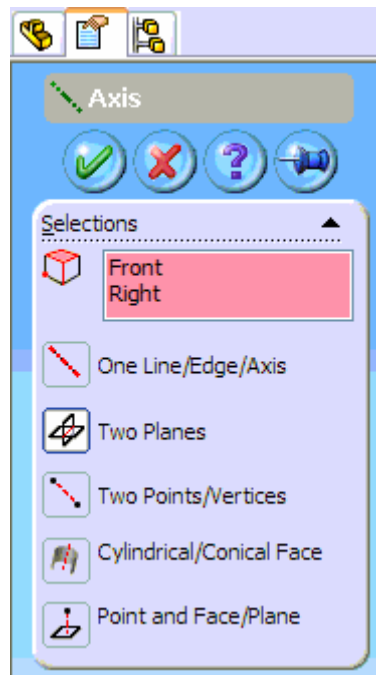 Axis
Selections
Front
Right
One Line/Edge/Axis
Two Planes
Two Points/Vertices
Cylindrical/Conical Face
Point and Face/Plane